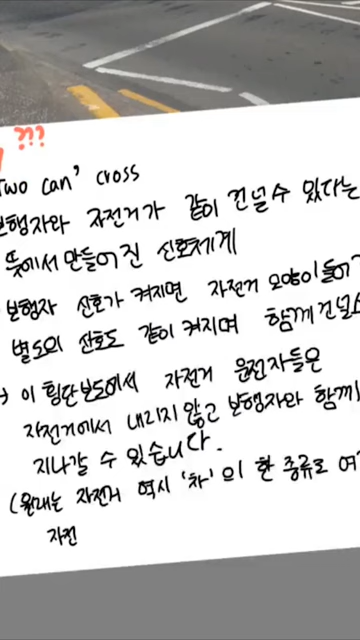 ???
Two can' cross
보행자와 자전거가 같이 건널수 있다는
뜻에서 만들어진 신호체계
보행자 신호가 켜지면 자전거 모양이 들어
별도의 신호도 같이 켜지며 함께 건널
이 횡단보도에서 자전거 운전자들은
자전거에서 내리지 않고 보행자와 함께
지나갈 수 있습니다.
(원래는 자전거 역시 '차'의 한 종류로 여
자전